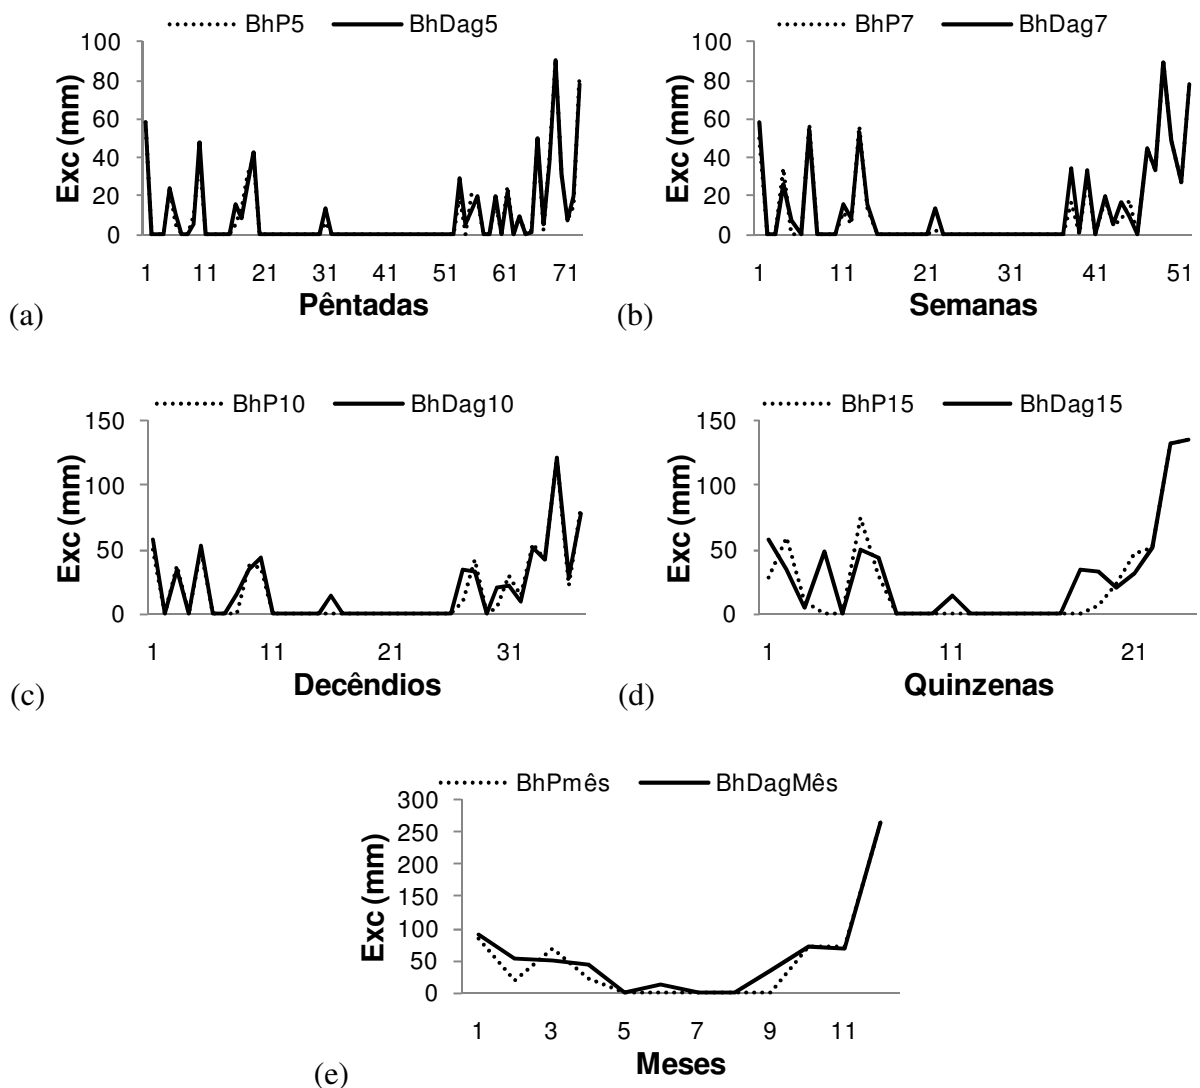 BhP5 BhDag5
100
80
60
40
20
0
Exc (mm)
1 11 21 31 41 51 61 71
Pêntadas
(a)
BhP7 BhDag7
100
80
60
40
20
0
Exc (mm)
1 11 21 31 41 51
Semanas
(b)
BhP10 BhDag10
150
100
50
0
Exc (mm)
1 11 21 31
Decêndios
(c)
BhP15 BhDag15
150
100
50
0
Exc (mm)
1 11 21
Quinzenas
(d)
BhPmês BhDagMês
300
250
200
150
100
50
0
Exc (mm)
1 3 5 7 9 11
Meses
(e)